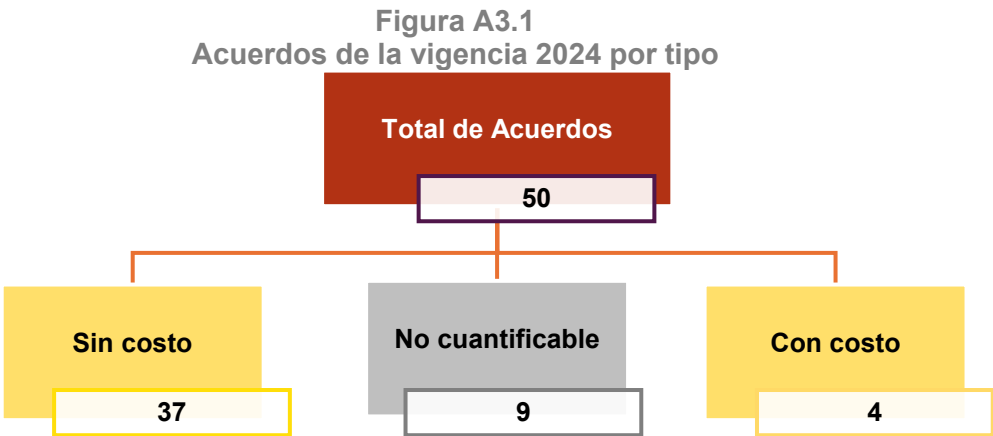 Figura A3.1
Acuerdos de la vigencia 2024 por tipo
Total de Acuerdos
50
Sin costo
37
No cuantificable
9
Con costo
4